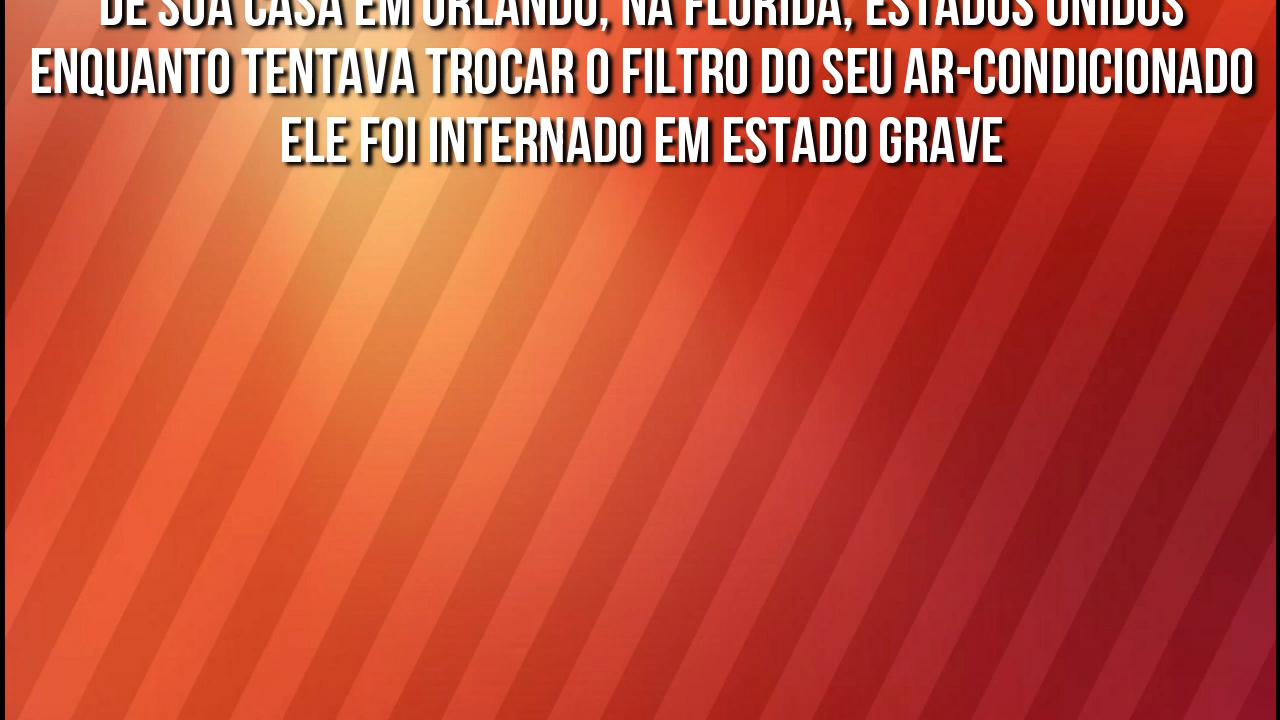 DE SUA CASA EM ORLANDO, NA FLÓRIDA, ESTADOS UNIDOS
ENQUANTO TENTAVA TROCAR O FILTRO DO SEU AR-CONDICIONADO
ELE FOI INTERNADO EM ESTADO GRAVE